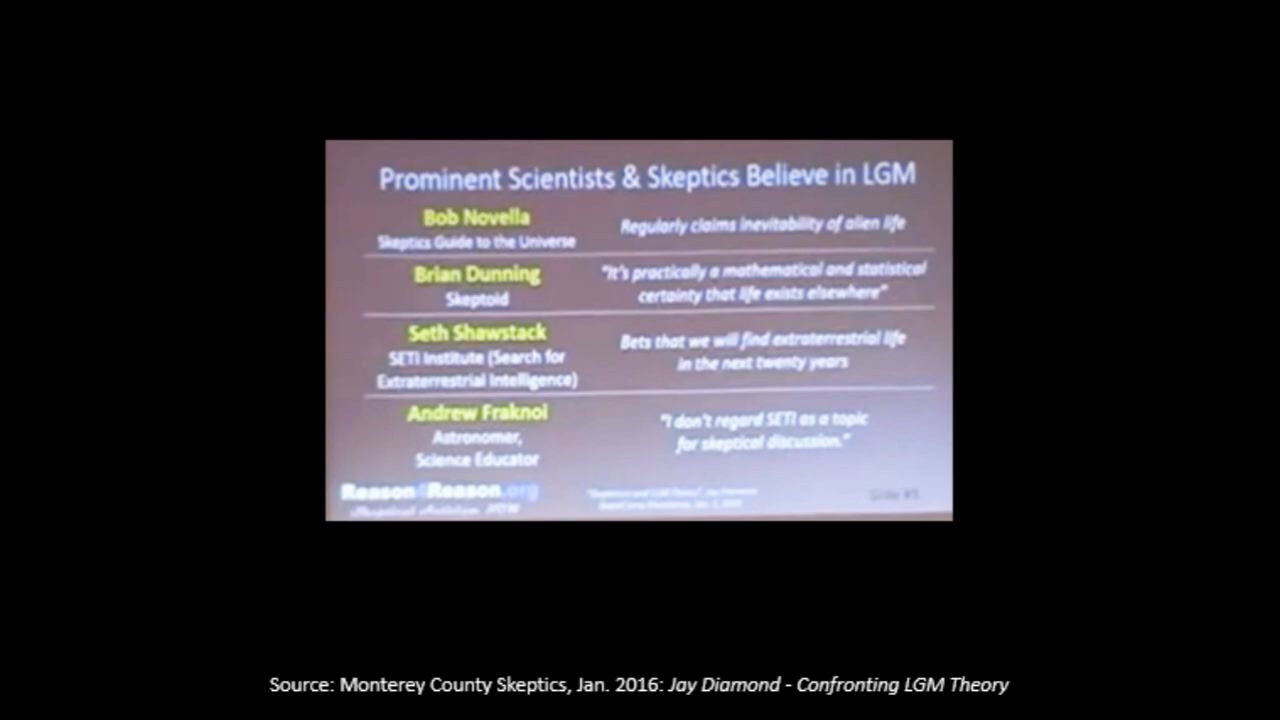 Prominent Scientists & Skeptics Believe in LGM
Bob Novella
Skeptics Guide to the Universe
Regularly claims inevitability of alien life
Brian Dunning
Skeptoid
"It's practically a mathematical and statistical
certainty that life exists elsewhere"
Seth Shawstack
SETI Institute (Search for
Extraterrestrial Intelligence)
Bets that we will find extraterrestrial life
in the next twenty years
Andrew Fraknoi
Astronomer,
Science Educator
"I don't regard SETI as a topic
for skeptical discussion."
Reason4Reason.org
Slide #5
Source: Monterey County Skeptics, Jan. 2016: Jay Diamond - Confronting LGM Theory